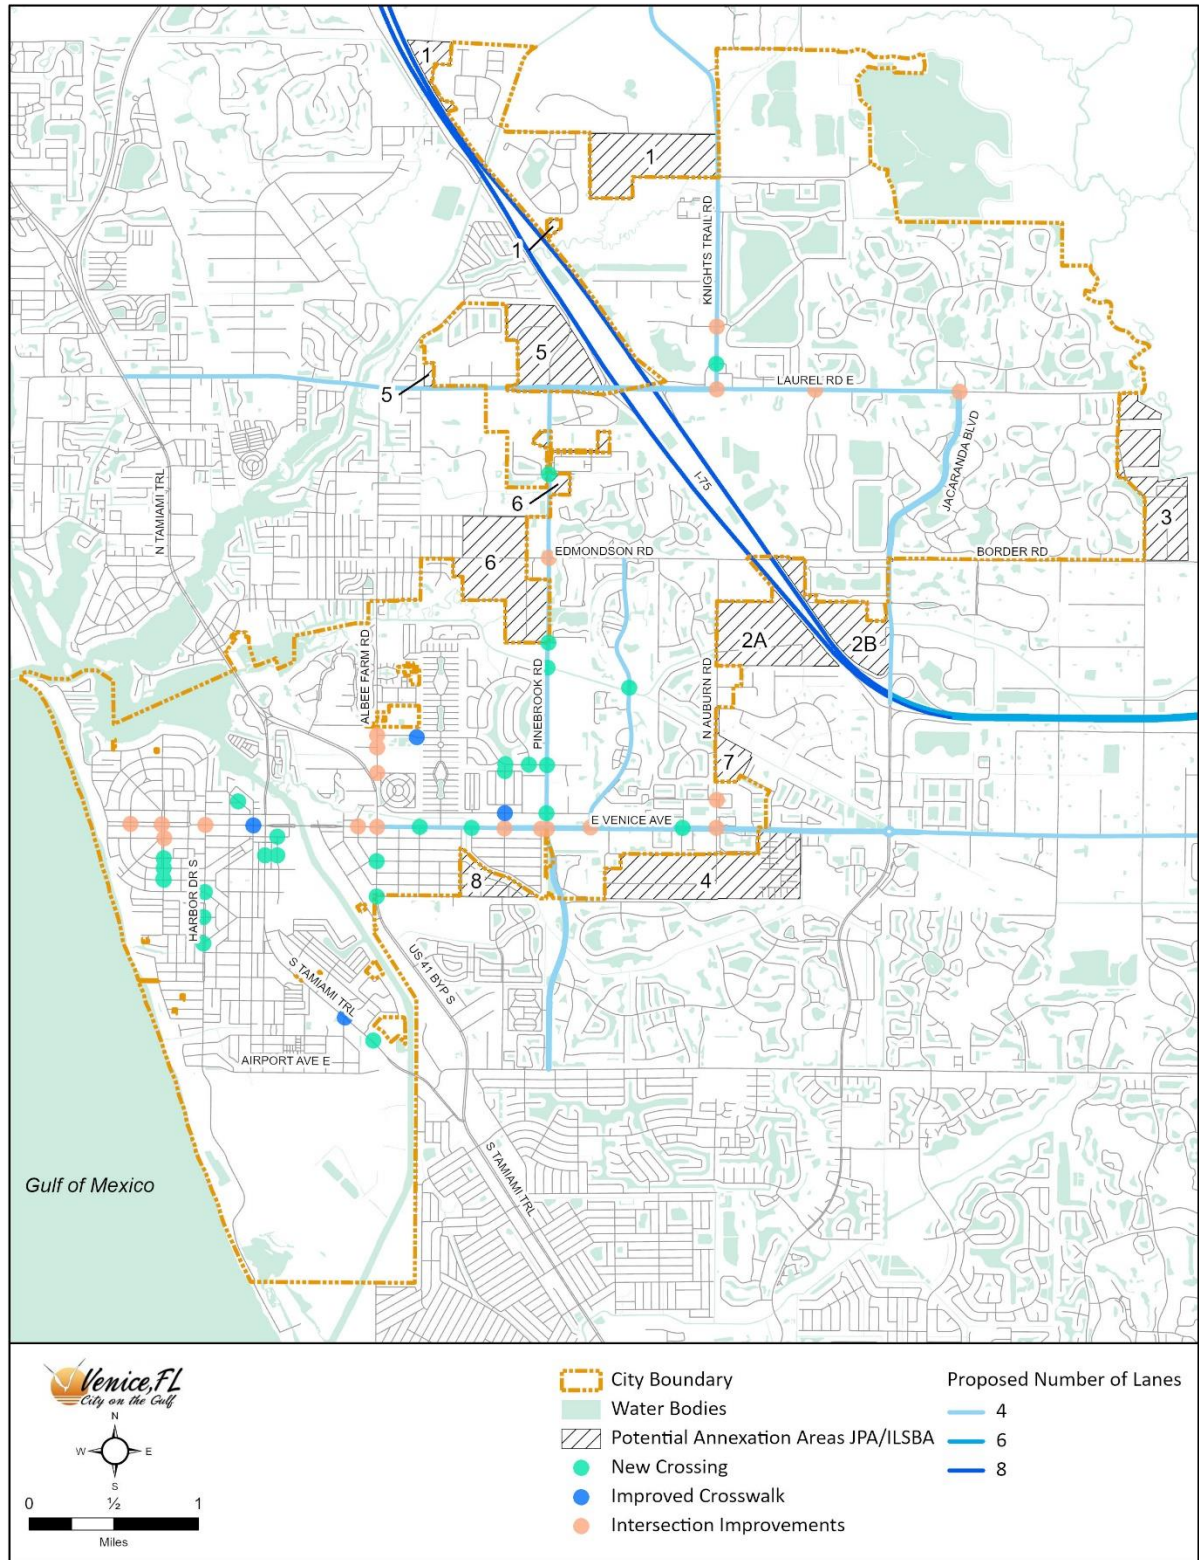 1
1
KNIGHTS TRAIL RD
1
5
LAUREL RD E
5
JACARANDA BLVD
N TAMIAMI TRL
I-75
6
3
EDMONDSON RD
BORDER RD
6
ALBEE FARM RD
2A
2B
PINEBROOK RD
N AUBURN RD
7
E VENICE AVE
8
4
HARBOR DR S
S TAMIAMI TRL
US 41 BYP S
AIRPORT AVE E
S TAMIAMI TRL
Gulf of Mexico
Venice, FL
City on the Gulf
N
W
E
S
0
½
1
Miles
City Boundary
Water Bodies
Potential Annexation Areas JPA/ILSBA
New Crossing
Improved Crosswalk
Intersection Improvements
Proposed Number of Lanes
4
6
8